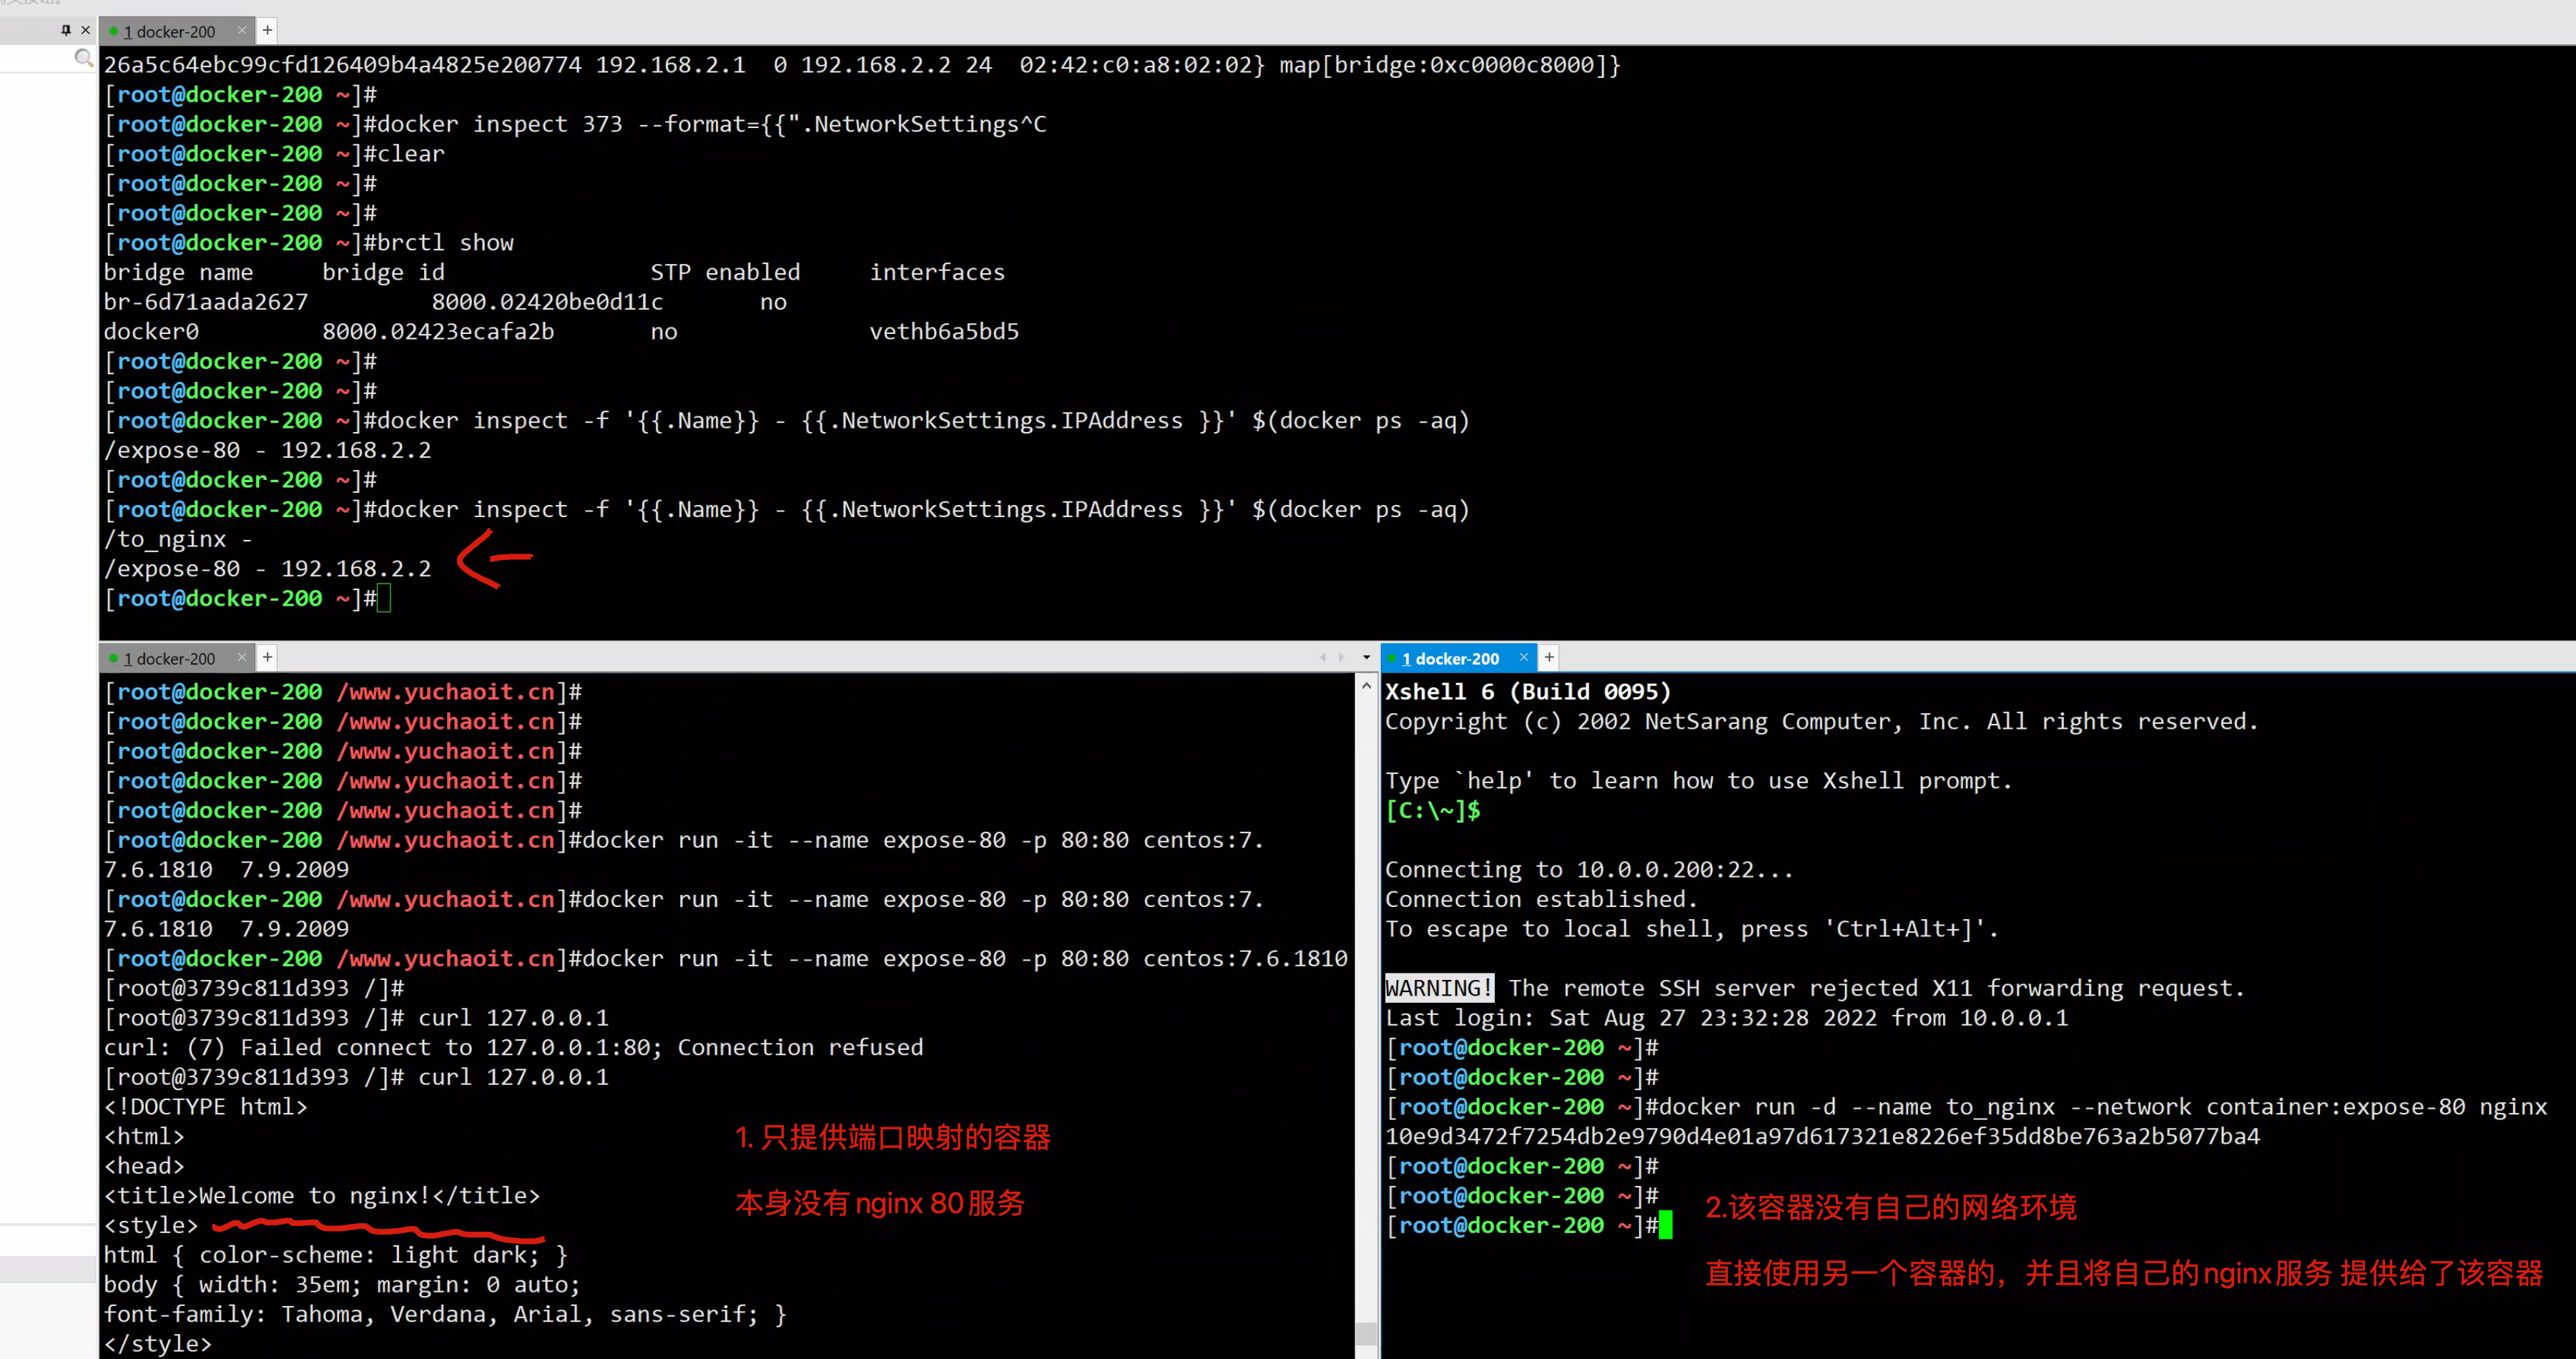 1 docker-200
26a5c64ebc99cfd126409b4a4825e200774 192.168.2.1  0 192.168.2.2 24  02:42:c0:a8:02:02} map[bridge:0xc0000c8000]}
[root@docker-200 ~]#
[root@docker-200 ~]#docker inspect 373 --format={{".NetworkSettings^C
[root@docker-200 ~]#clear
[root@docker-200 ~]#
[root@docker-200 ~]#
[root@docker-200 ~]#brctl show
bridge name     bridge id               STP enabled     interfaces
br-6d71aada2627         8000.02420be0d11c       no
docker0         8000.02423ecafa2b       no              vethb6a5bd5
[root@docker-200 ~]#
[root@docker-200 ~]#
[root@docker-200 ~]#docker inspect -f '{{.Name}} - {{.NetworkSettings.IPAddress }}' $(docker ps -aq)
/expose-80 - 192.168.2.2
[root@docker-200 ~]#
[root@docker-200 ~]#docker inspect -f '{{.Name}} - {{.NetworkSettings.IPAddress }}' $(docker ps -aq)
/to_nginx -
/expose-80 - 192.168.2.2
[root@docker-200 ~]#
1 docker-200
[root@docker-200 /www.yuchaoit.cn]#
[root@docker-200 /www.yuchaoit.cn]#
[root@docker-200 /www.yuchaoit.cn]#
[root@docker-200 /www.yuchaoit.cn]#
[root@docker-200 /www.yuchaoit.cn]#
[root@docker-200 /www.yuchaoit.cn]#docker run -it --name expose-80 -p 80:80 centos:7.
7.6.1810  7.9.2009
[root@docker-200 /www.yuchaoit.cn]#docker run -it --name expose-80 -p 80:80 centos:7.
7.6.1810  7.9.2009
[root@docker-200 /www.yuchaoit.cn]#docker run -it --name expose-80 -p 80:80 centos:7.6.1810
[root@3739c811d393 /]#
[root@3739c811d393 /]# curl 127.0.0.1
curl: (7) Failed connect to 127.0.0.1:80; Connection refused
[root@3739c811d393 /]# curl 127.0.0.1
<!DOCTYPE html>
<html>
<head>
<title>Welcome to nginx!</title>
<style>
html { color-scheme: light dark; }
body { width: 35em; margin: 0 auto;
font-family: Tahoma, Verdana, Arial, sans-serif; }
</style>
1. 只提供端口映射的容器
本身没有 nginx 80 服务
1 docker-200
Xshell 6 (Build 0095)
Copyright (c) 2002 NetSarang Computer, Inc. All rights reserved.
Type `help' to learn how to use Xshell prompt.
[C:\~]$
Connecting to 10.0.0.200:22...
Connection established.
To escape to local shell, press 'Ctrl+Alt+]'.
WARNING! The remote SSH server rejected X11 forwarding request.
Last login: Sat Aug 27 23:32:28 2022 from 10.0.0.1
[root@docker-200 ~]#
[root@docker-200 ~]#
[root@docker-200 ~]#docker run -d --name to_nginx --network container:expose-80 nginx
10e9d3472f7254db2e9790d4e01a97d617321e8226ef35dd8be763a2b5077ba4
[root@docker-200 ~]#
[root@docker-200 ~]#
[root@docker-200 ~]#
2.该容器没有自己的网络环境
直接使用另一个容器的，并且将自己的nginx服务 提供给了该容器